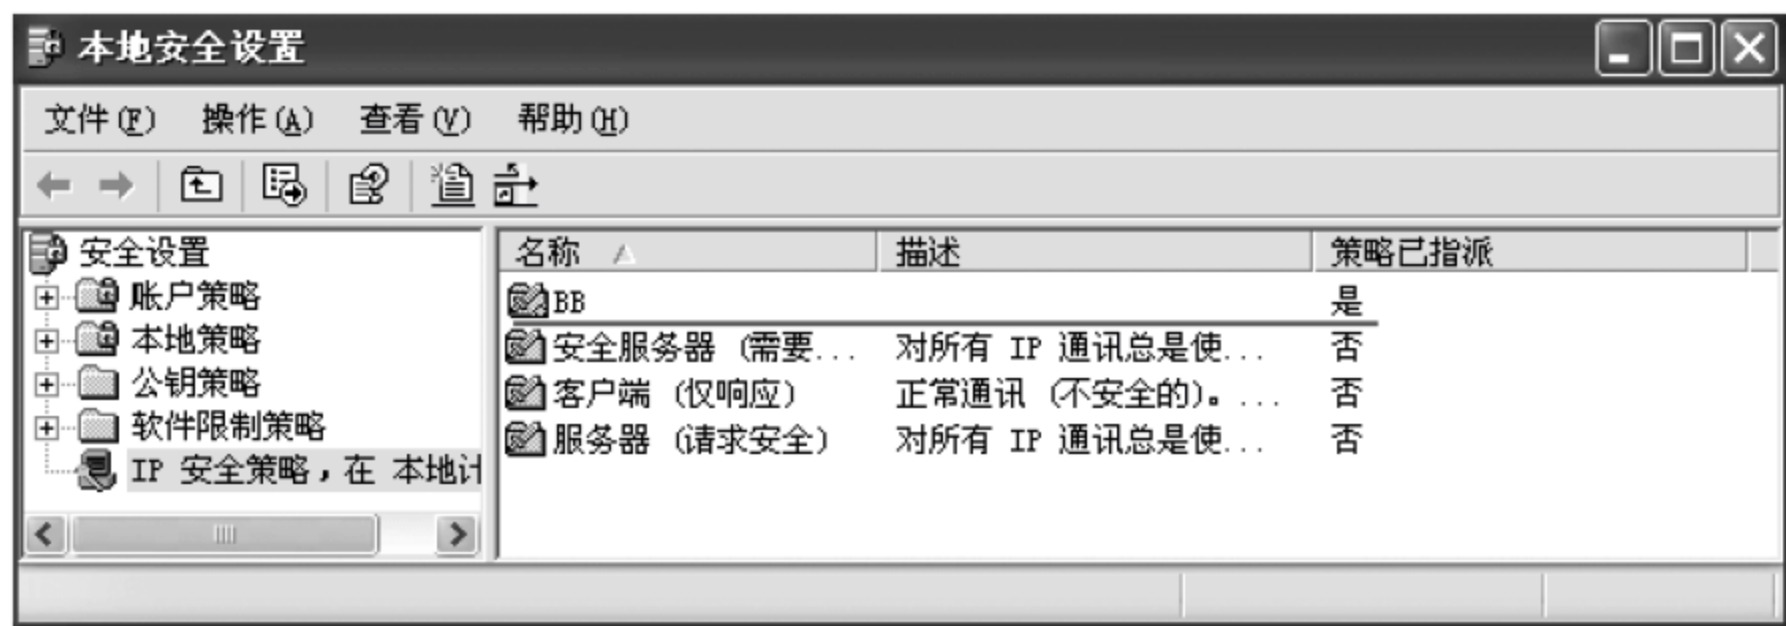 本地安全设置
文件(F) 操作(A) 查看(V) 帮助(H)
安全设置
账户策略
本地策略
公钥策略
软件限制策略
IP 安全策略，在 本地计
名称 描述 策略已指派
BB 是
安全服务器 (需要... 对所有 IP 通讯总是使... 否
客户端 (仅响应) 正常通讯 (不安全的)。... 否
服务器 (请求安全) 对所有 IP 通讯总是使... 否